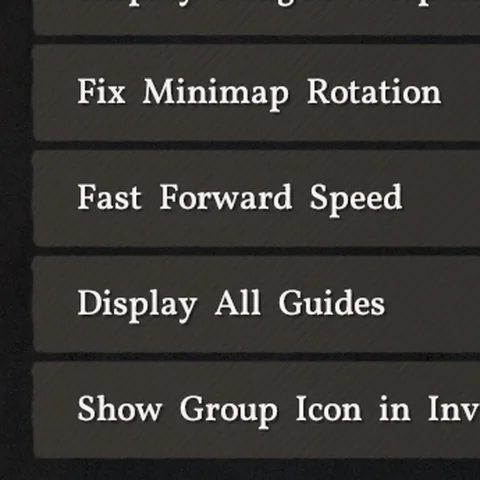 Fix Minimap Rotation
Fast Forward Speed
Display All Guides
Show Group Icon in Inv